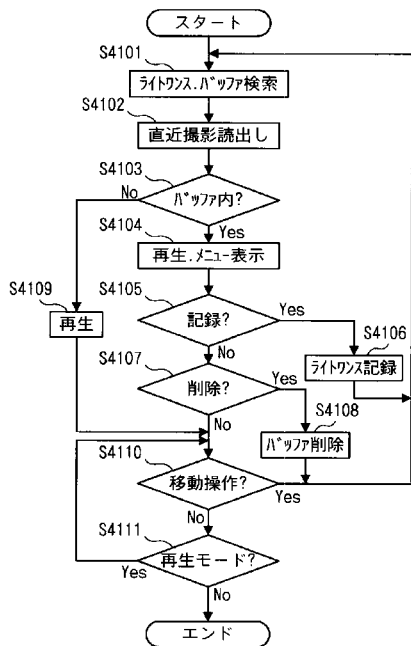 スタート
S4101
ライトワンス.バッファ検索
S4102
直近撮影読出し
S4103
バッファ内?
No
Yes
S4104
再生.メニュー表示
S4105
記録?
Yes
No
S4106
ライトワンス記録
S4107
削除?
Yes
No
S4108
バッファ削除
S4109
再生
S4110
移動操作?
Yes
No
S4111
再生モード?
Yes
No
エンド